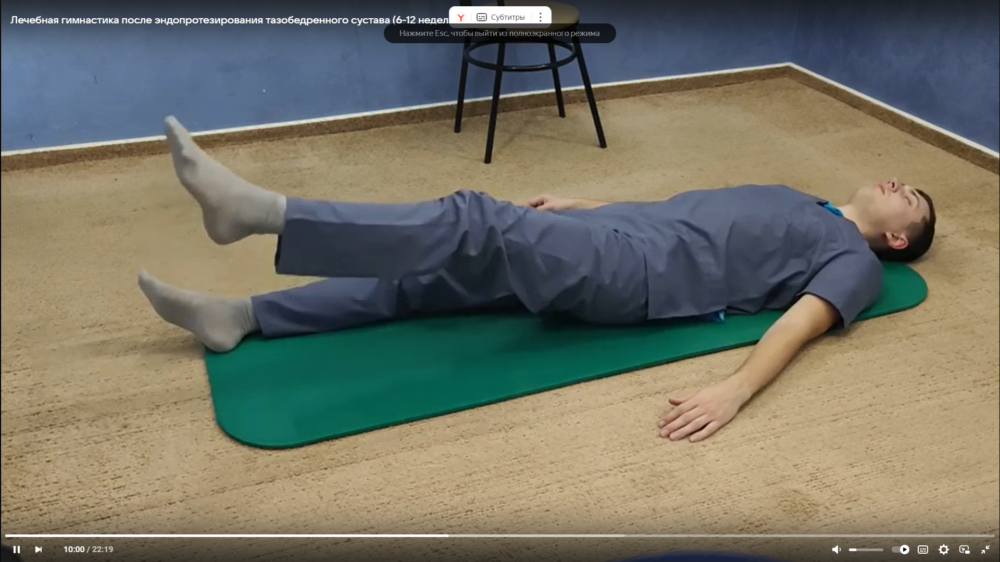 Лечебная гимнастика после эндопротезирования тазобедренного сустава (6-12 недел
Субтитры
Нажмите Esc, чтобы выйти из полноэкранного режима
10:00 / 22:19